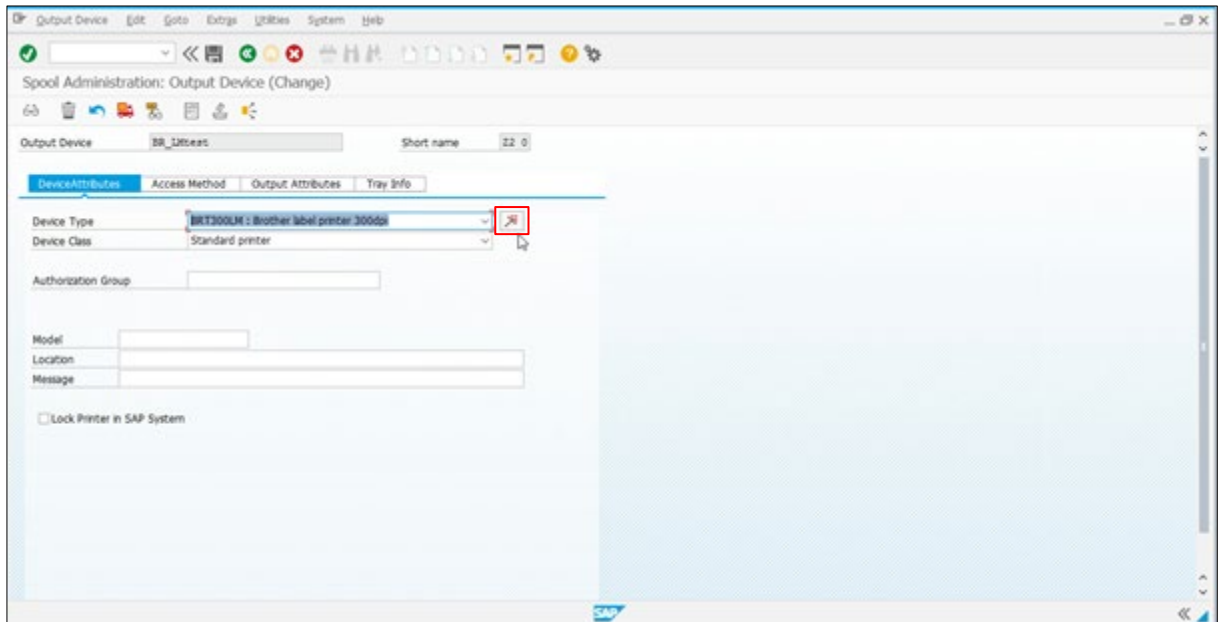 Output Device Edit Goto Extras Utilities System Help
Spool Administration: Output Device (Change)
Output Device Short name Z2 0
DeviceAttributes Access Method Output Attributes Tray Info
Device Type BRT300LM : Brother label printer 300dpi
Device Class Standard printer
Authorization Group
Model
Location
Message
Lock Printer in SAP System
SAP